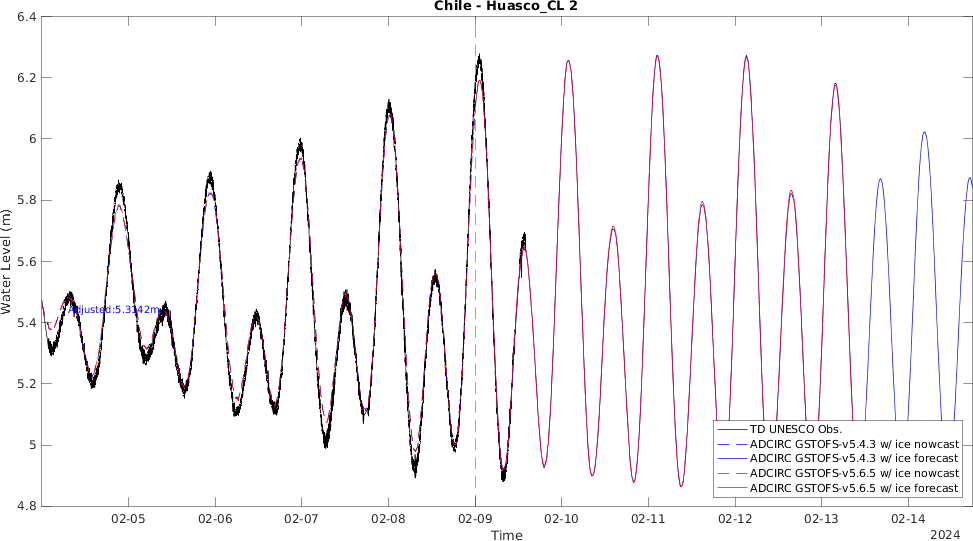 Chile - Huasco_CL 2
6.4
6.2
6
5.8
5.6
5.4
5.2
5
4.8
Water Level (m)
Adjusted:5.3142m
TD UNESCO Obs.
ADCIRC GSTOFS-v5.4.3 w/ ice nowcast
ADCIRC GSTOFS-v5.4.3 w/ ice forecast
ADCIRC GSTOFS-v5.6.5 w/ ice nowcast
ADCIRC GSTOFS-v5.6.5 w/ ice forecast
02-05 02-06 02-07 02-08 02-09 02-10 02-11 02-12 02-13 02-14
Time
2024